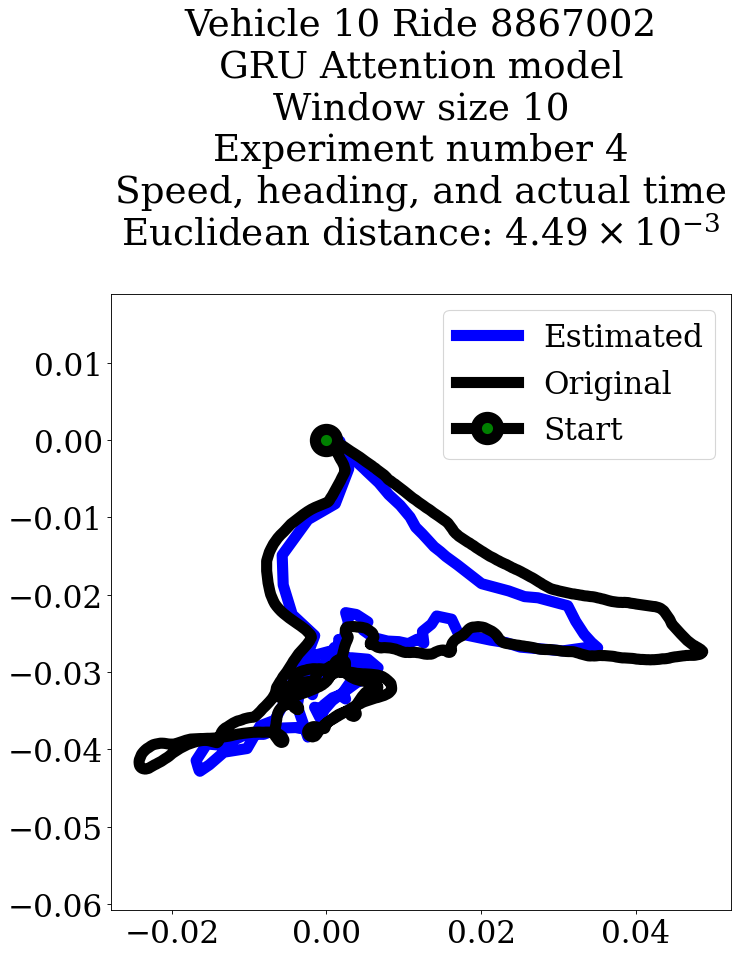 Vehicle 10 Ride 8867002
GRU Attention model
Window size 10
Experiment number 4
Speed, heading, and actual time
Euclidean distance: 4.49 × 10⁻³
Estimated
Original
Start
0.01
0.00
−0.01
−0.02
−0.03
−0.04
−0.05
−0.06
−0.02 0.00 0.02 0.04